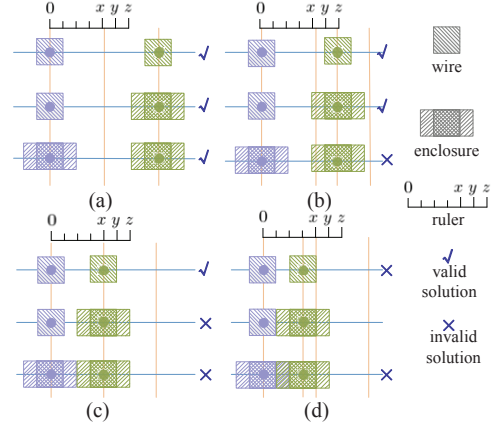 0 x y z
0 x y z
wire
enclosure
(a)
(b)
0 x y z
ruler
0 x y z
0 x y z
valid
solution
invalid
solution
(c)
(d)